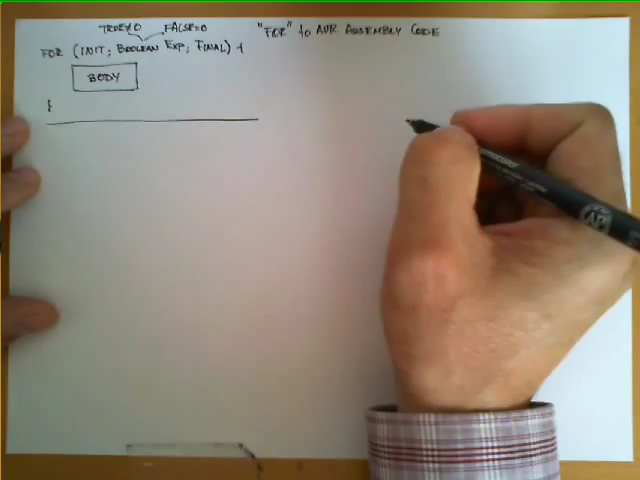 TRUE≠0 FALSE=0
"FOR" to AVR ASSEMBLY CODE
FOR (INIT; BOOLEAN EXP; FINAL) {
BODY
}